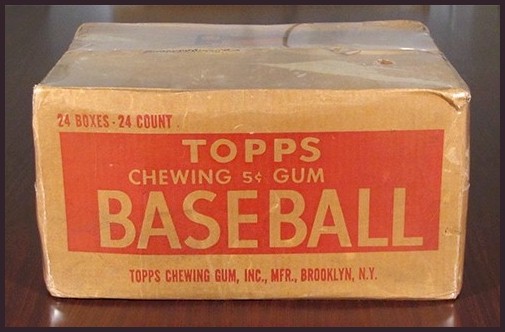 24 BOXES · 24 COUNT
TOPPS
CHEWING 5¢ GUM
BASEBALL
TOPPS CHEWING GUM, INC., MFR., BROOKLYN, N.Y.